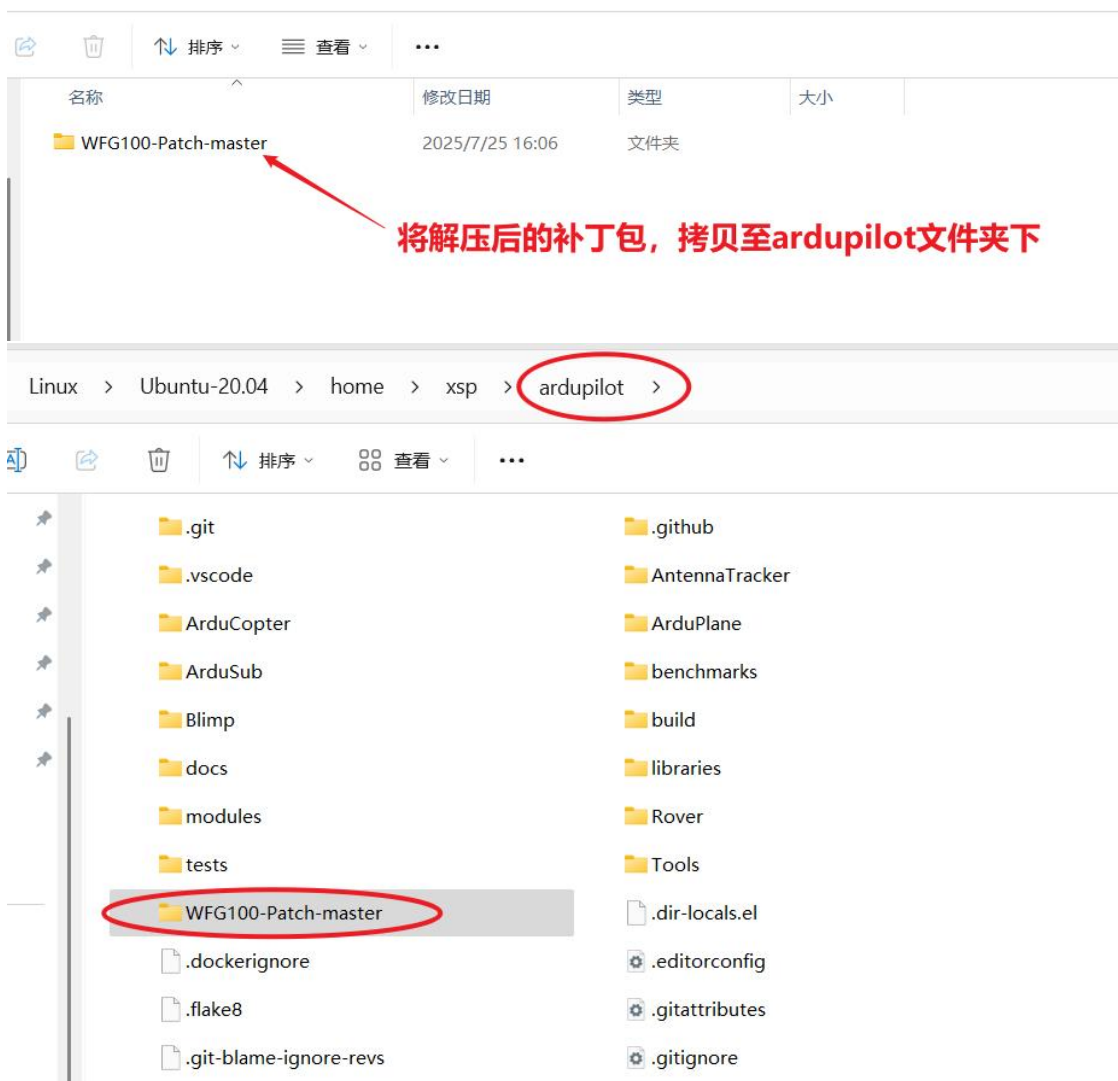 排序 查看 ...
名称 修改日期 类型 大小
WFG100-Patch-master 2025/7/25 16:06 文件夹
将解压后的补丁包，拷贝至ardupilot文件夹下
Linux > Ubuntu-20.04 > home > xsp > ardupilot >
A 排序 查看 ...
.git .github
.vscode AntennaTracker
ArduCopter ArduPlane
ArduSub benchmarks
Blimp build
docs libraries
modules Rover
tests Tools
WFG100-Patch-master .dir-locals.el
.dockerignore .editorconfig
.flake8 .gitattributes
.git-blame-ignore-revs .gitignore